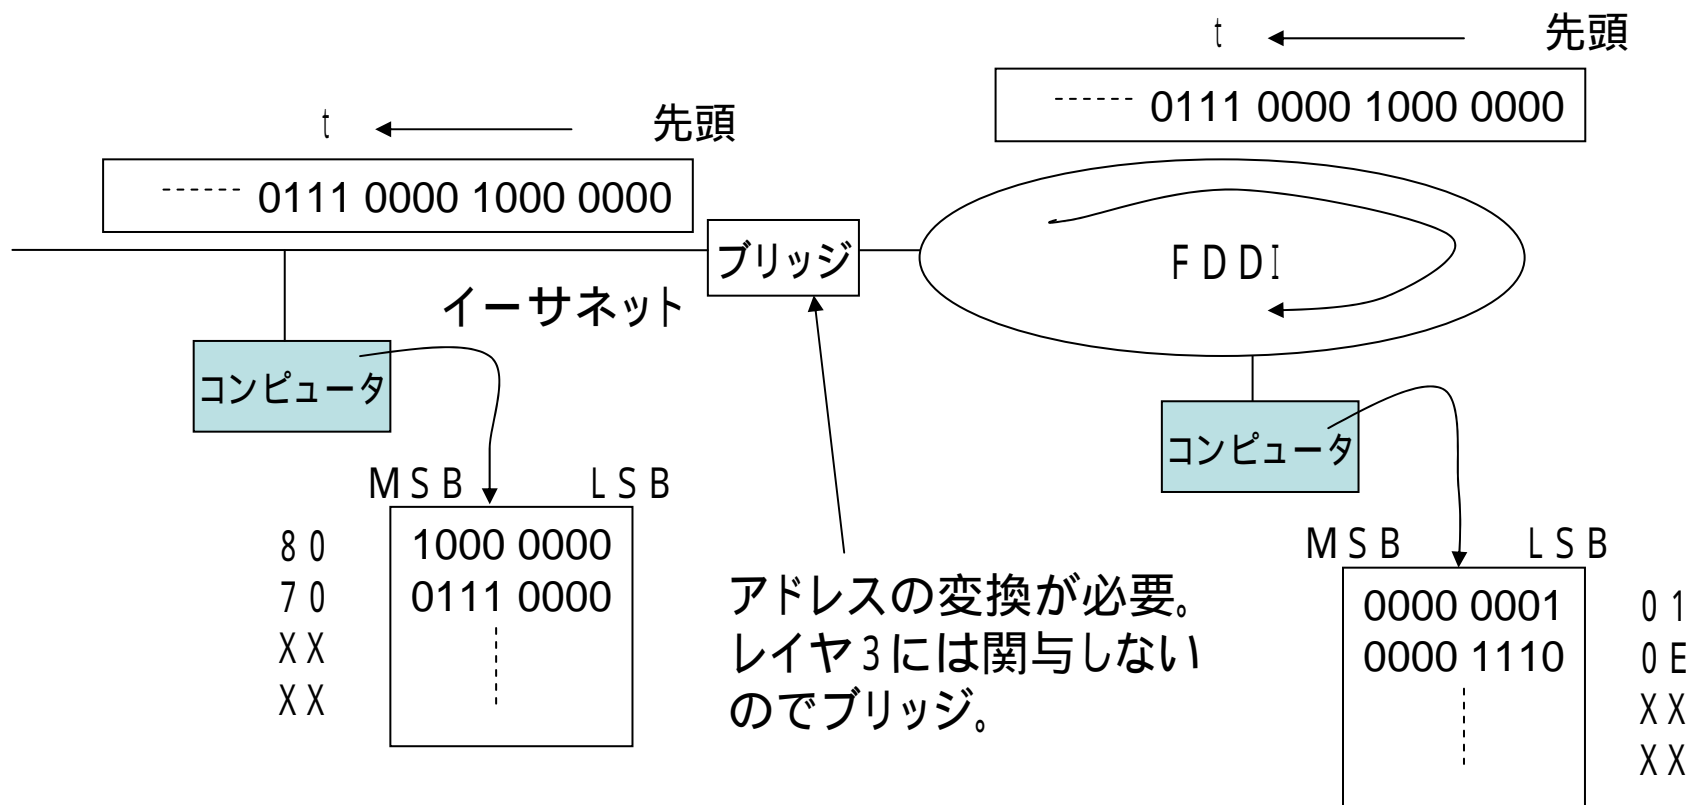 t 先頭
------ 0111 0000 1000 0000
t 先頭
------ 0111 0000 1000 0000
ブリッジ
FDDI
イーサネット
コンピュータ
コンピュータ
MSB LSB
80 1000 0000
70 0111 0000
XX
XX
アドレスの変換が必要。
レイヤ3には関与しない
のでブリッジ。
MSB LSB
0000 0001 01
0000 1110 0E
XX
XX